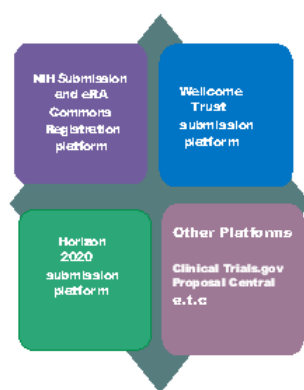 NIH Submission
and eRA
Commons
Registration
platform
Wellcome
Trust
submission
platform
Horizon
2020
submission
platform
Other Platforms
Clinical Trials.gov
Proposal Central
e.t.c